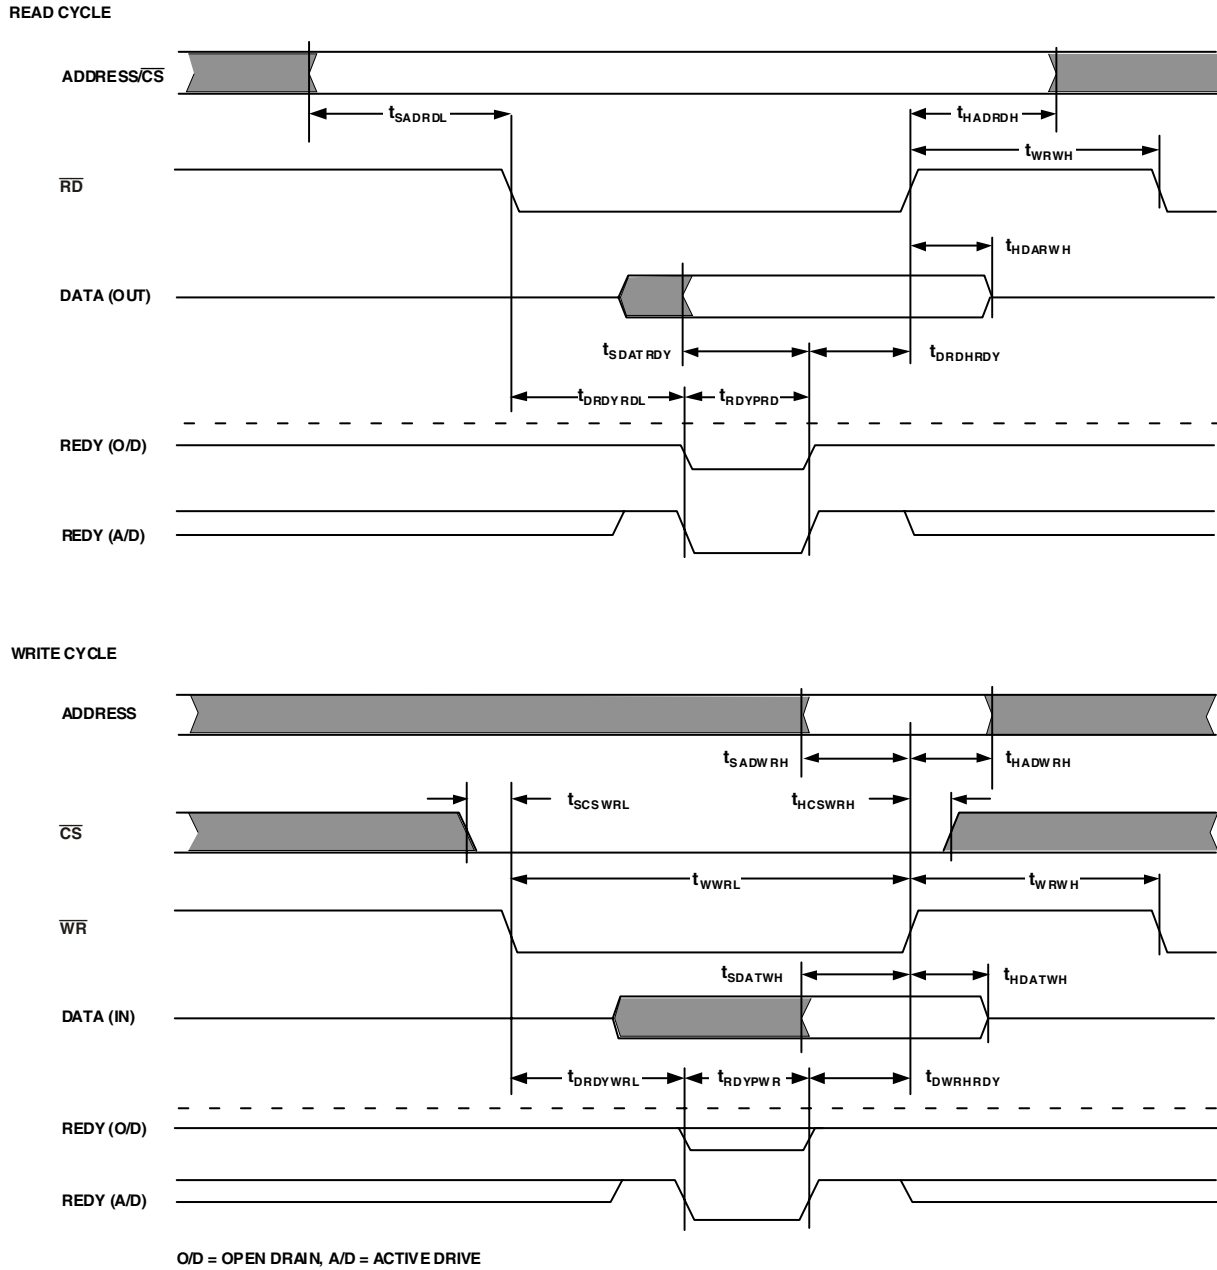 READ CYCLE
ADDRESS/CS
tSADRDL
tHADRDH
tWRWH
RD
tHDARWH
DATA (OUT)
tSDATRDY
tDRDHRDY
tDRDYRDL
tRDYPRD
REDY (O/D)
REDY (A/D)
WRITE CYCLE
ADDRESS
tSADWRH
tHADWRH
tSCSWRL
tHCSWRH
CS
tWWRL
tWRWH
WR
tSDATWH
tHDATWH
DATA (IN)
tDRDYWRL
tRDYPWR
tDWRHRDY
REDY (O/D)
REDY (A/D)
O/D = OPEN DRAIN, A/D = ACTIVE DRIVE